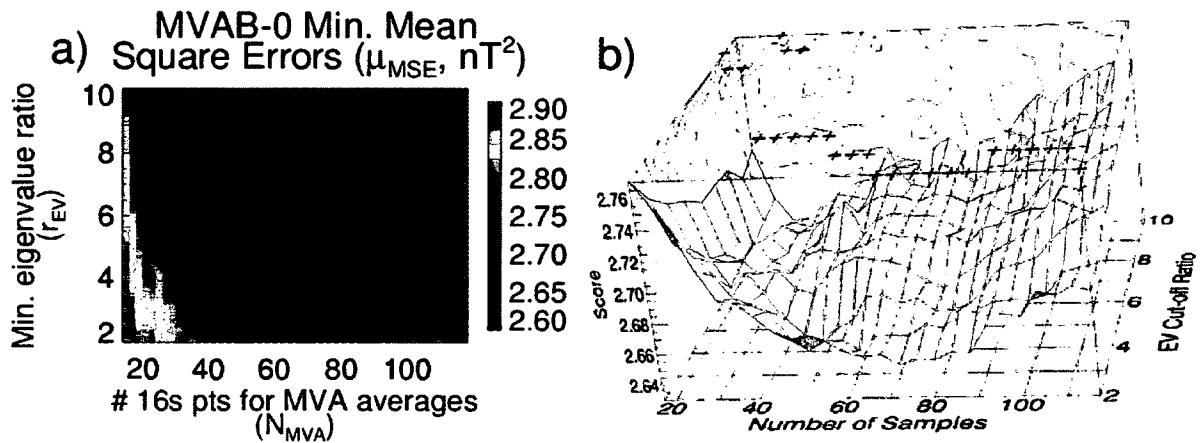 a) MVAB-0 Min. Mean
Square Errors (μMSE, nT²)
Min. eigenvalue ratio
(rEV)
10
8
6
4
2
20 40 60 80 100
# 16s pts for MVA averages
(NMVA)
2.90
2.85
2.80
2.75
2.70
2.65
2.60
b)
Score
2.76
2.74
2.72
2.70
2.68
2.66
2.64
20 40 60 80 100
Number of Samples
2
4
6
8
10
EV Cut-off Ratio